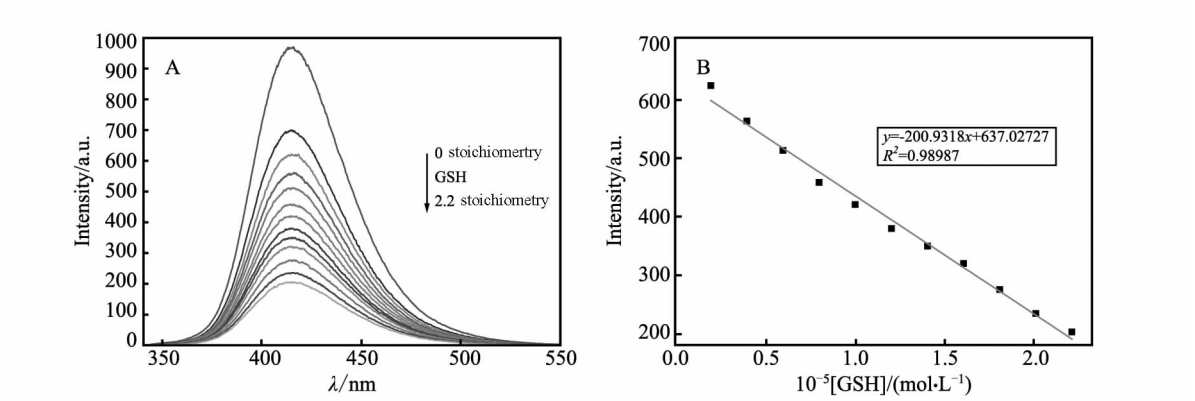 1000
900
800
700
600
500
400
300
200
100
0
Intensity/a.u.
A
0 stoichiomertry
GSH
2.2 stoichiometry
350 400 450 500 550
λ/nm
700
600
500
400
300
200
Intensity/a.u.
B
y=-200.9318x+637.02727
R²=0.98987
0.0 0.5 1.0 1.5 2.0
10⁻⁵[GSH]/(mol·L⁻¹)